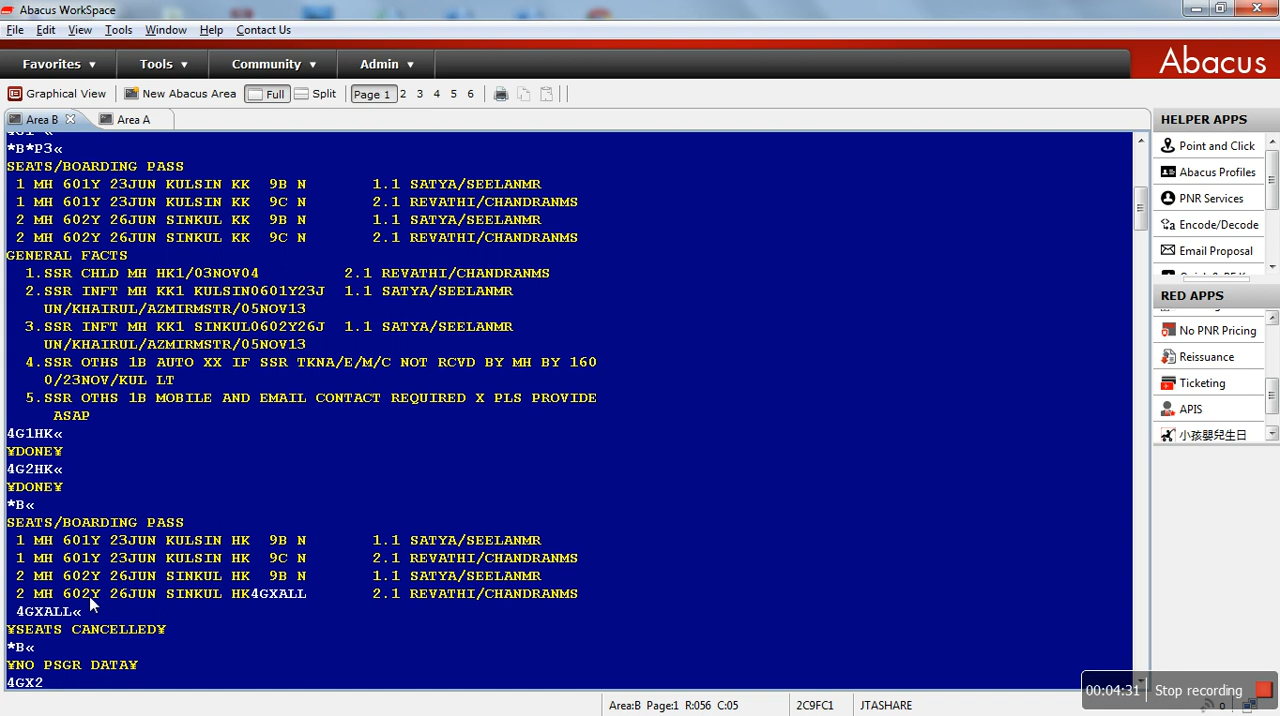 Abacus WorkSpace
File Edit View Tools Window Help Contact Us
Favorites Tools Community Admin Abacus
Graphical View New Abacus Area Full Split Page 1 2 3 4 5 6
Area B Area A
*B*P3«
SEATS/BOARDING PASS
1 MH 601Y 23JUN KULSIN KK 9B N 1.1 SATYA/SEELANMR
1 MH 601Y 23JUN KULSIN KK 9C N 2.1 REVATHI/CHANDRANMS
2 MH 602Y 26JUN SINKUL KK 9B N 1.1 SATYA/SEELANMR
2 MH 602Y 26JUN SINKUL KK 9C N 2.1 REVATHI/CHANDRANMS
GENERAL FACTS
1.SSR CHLD MH HK1/03NOV04 2.1 REVATHI/CHANDRANMS
2.SSR INFT MH KK1 KULSIN0601Y23J 1.1 SATYA/SEELANMR
UN/KHAIRUL/AZMIRMSTR/05NOV13
3.SSR INFT MH KK1 SINKUL0602Y26J 1.1 SATYA/SEELANMR
UN/KHAIRUL/AZMIRMSTR/05NOV13
4.SSR OTHS 1B AUTO XX IF SSR TKNA/E/M/C NOT RCVD BY MH BY 160
0/23NOV/KUL LT
5.SSR OTHS 1B MOBILE AND EMAIL CONTACT REQUIRED X PLS PROVIDE
ASAP
4G1HK«
¥DONE¥
4G2HK«
¥DONE¥
*B«
SEATS/BOARDING PASS
1 MH 601Y 23JUN KULSIN HK 9B N 1.1 SATYA/SEELANMR
1 MH 601Y 23JUN KULSIN HK 9C N 2.1 REVATHI/CHANDRANMS
2 MH 602Y 26JUN SINKUL HK 9B N 1.1 SATYA/SEELANMR
2 MH 602Y 26JUN SINKUL HK4GXALL 2.1 REVATHI/CHANDRANMS
4GXALL«
¥SEATS CANCELLED¥
*B«
¥NO PSGR DATA¥
4GX2
HELPER APPS
Point and Click
Abacus Profiles
PNR Services
Encode/Decode
Email Proposal
RED APPS
No PNR Pricing
Reissuance
Ticketing
APIS
小孩嬰兒生日
00:04:31 Stop recording
Area:B Page:1 R:056 C:05 2C9FC1 JTASHARE 0